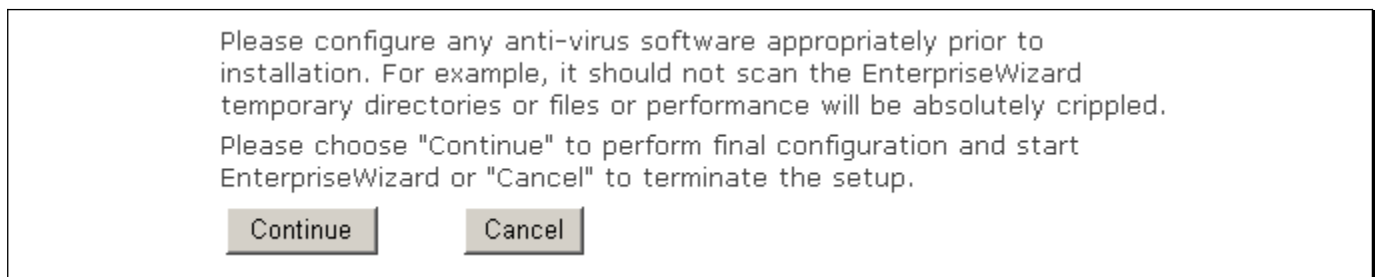 Please configure any anti-virus software appropriately prior to
installation. For example, it should not scan the EnterpriseWizard
temporary directories or files or performance will be absolutely crippled.
Please choose "Continue" to perform final configuration and start
EnterpriseWizard or "Cancel" to terminate the setup.
Continue Cancel